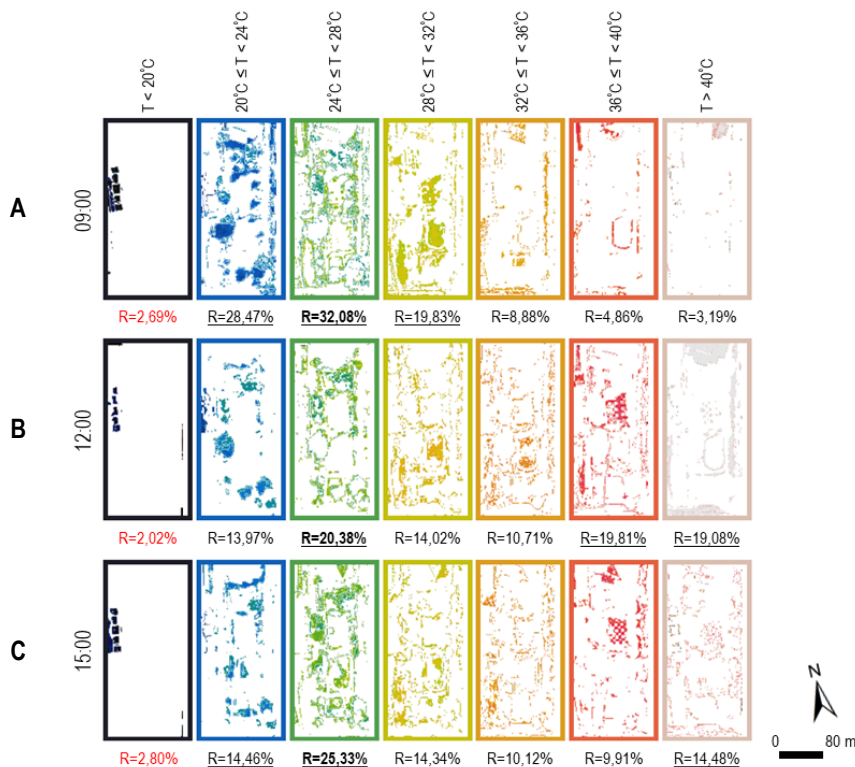 T < 20°C
20°C ≤ T < 24°C
24°C ≤ T < 28°C
28°C ≤ T < 32°C
32°C ≤ T < 36°C
36°C ≤ T < 40°C
T > 40°C
A
09:00
R=2,69% R=28,47% R=32,08% R=19,83% R=8,88% R=4,86% R=3,19%
B
12:00
R=2,02% R=13,97% R=20,38% R=14,02% R=10,71% R=19,81% R=19,08%
C
15:00
R=2,80% R=14,46% R=25,33% R=14,34% R=10,12% R=9,91% R=14,48%
N
0 80 m